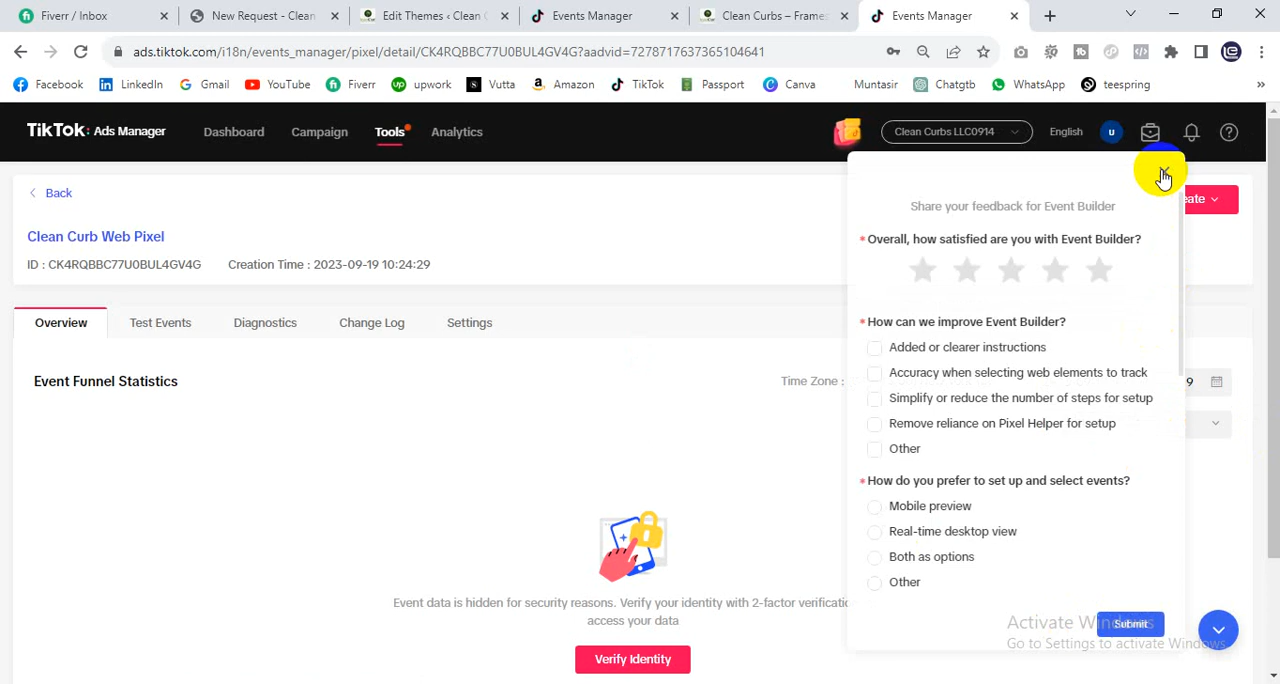 Fiverr / Inbox
New Request - Clean
Edit Themes ‹ Clean C
Events Manager
Clean Curbs – Frames
Events Manager
ads.tiktok.com/i18n/events_manager/pixel/detail/CK4RQBBC77U0BUL4GV4G?aadvid=7278717637365104641
Facebook
LinkedIn
Gmail
YouTube
Fiverr
upwork
Vutta
Amazon
TikTok
Passport
Canva
Muntasir
Chatgtb
WhatsApp
teespring
TikTok: Ads Manager
Dashboard
Campaign
Tools
Analytics
Clean Curbs LLC0914
English
u
Back
Clean Curb Web Pixel
ID : CK4RQBBC77U0BUL4GV4G
Creation Time : 2023-09-19 10:24:29
Overview
Test Events
Diagnostics
Change Log
Settings
Event Funnel Statistics
Time Zone :
9
Event data is hidden for security reasons. Verify your identity with 2-factor
access your data
Verify Identity
Share your feedback for Event Builder
* Overall, how satisfied are you with Event Builder?
* How can we improve Event Builder?
Added or clearer instructions
Accuracy when selecting web elements to track
Simplify or reduce the number of steps for setup
Remove reliance on Pixel Helper for setup
Other
* How do you prefer to set up and select events?
Mobile preview
Real-time desktop view
Both as options
Other
Submit
Activate Windows
Go to Settings to activate Windows.